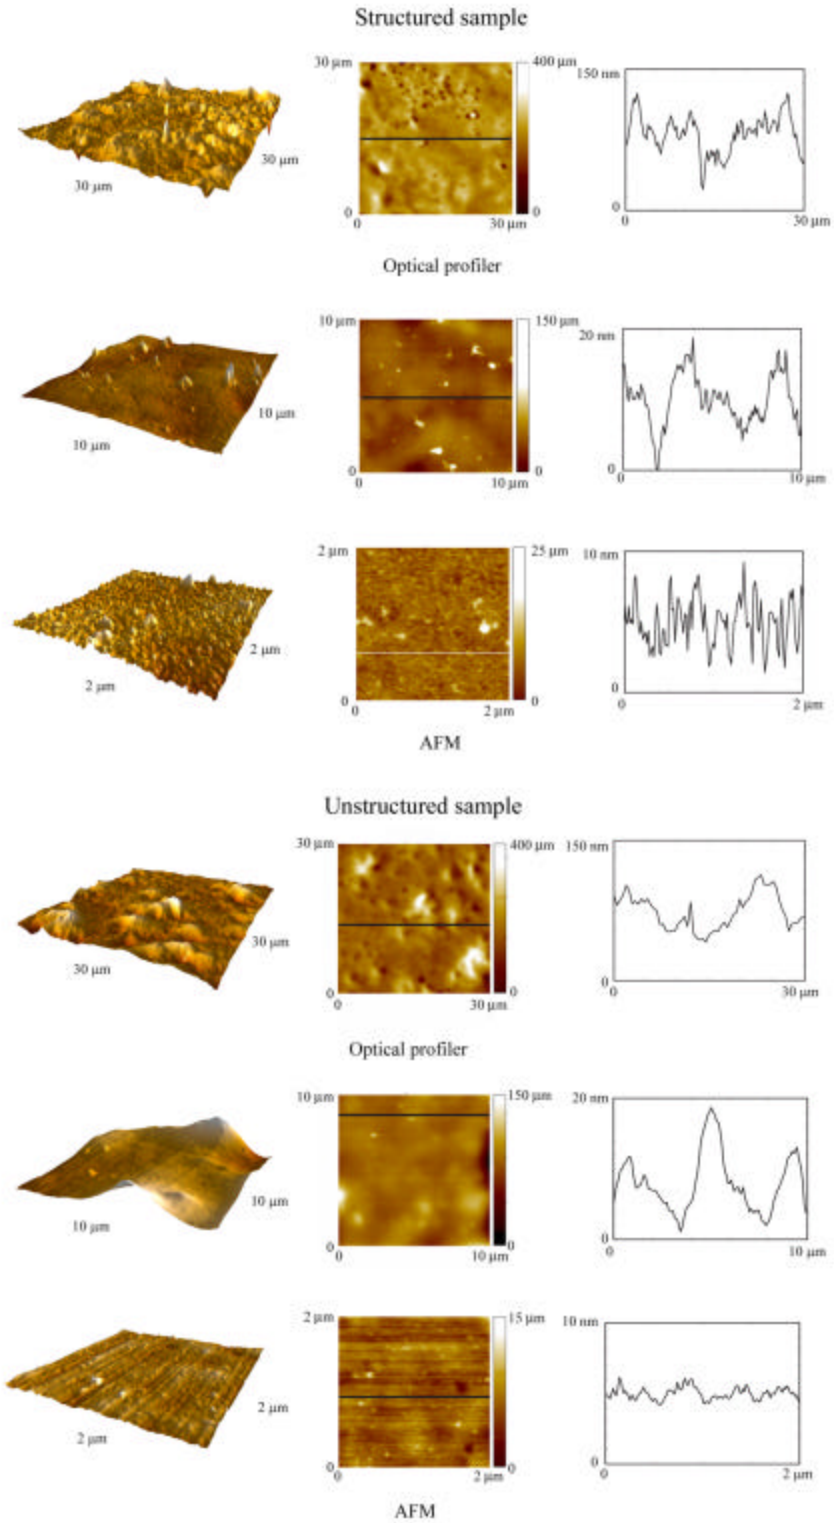 Structured sample
30 µm 400 µm 150 nm
30 µm
30 µm
0 0 0
0 30 µm 0 30 µm
Optical profiler
10 µm 150 µm 20 nm
10 µm
10 µm
0 0 0
0 10 µm 0 10 µm
2 µm 25 µm 10 nm
2 µm
2 µm
0 0 0
0 2 µm 0 2 µm
AFM
Unstructured sample
30 µm 400 µm 150 nm
30 µm
30 µm
0 0 0
0 30 µm 0 30 µm
Optical profiler
10 µm 150 µm 20 nm
10 µm
10 µm
0 0 0
0 10 µm 0 10 µm
2 µm 15 µm 10 nm
2 µm
2 µm
0 0 0
0 2 µm 0 2 µm
AFM